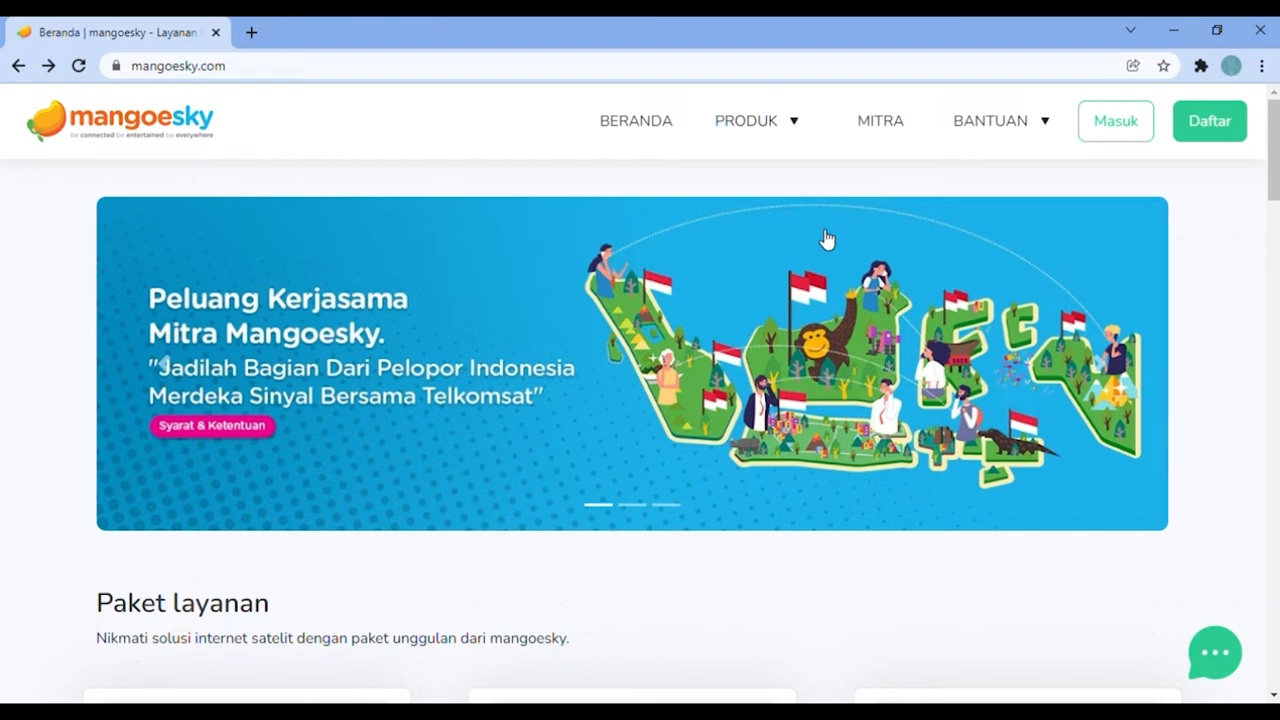 Beranda | mangoesky - Layanan
mangoesky.com
mangoesky
be connected be entertained be everywhere
BERANDA
PRODUK
MITRA
BANTUAN
Masuk
Daftar
Peluang Kerjasama
Mitra Mangoesky.
"Jadilah Bagian Dari Pelopor Indonesia
Merdeka Sinyal Bersama Telkomsat"
Syarat & Ketentuan
Paket layanan
Nikmati solusi internet satelit dengan paket unggulan dari mangoesky.